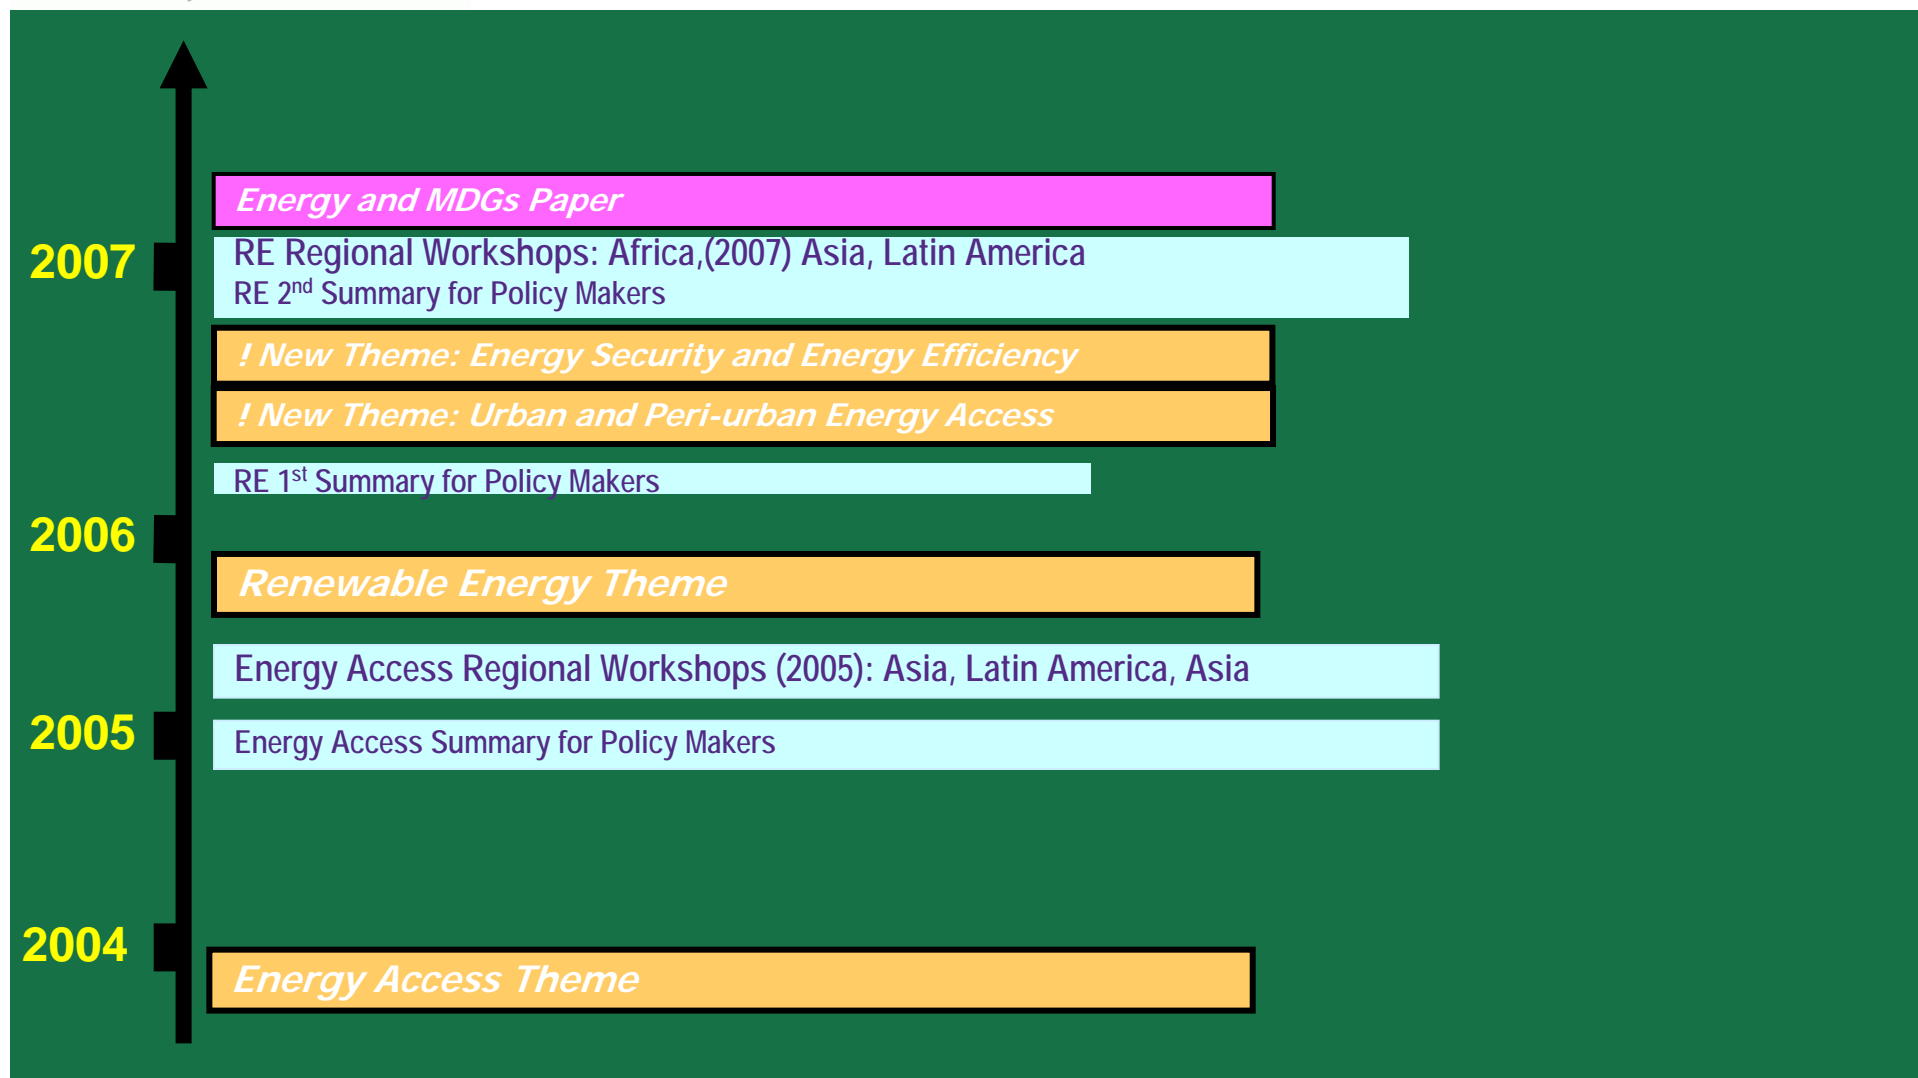 Energy and MDGs Paper
2007
RE Regional Workshops: Africa,(2007) Asia, Latin America
RE 2nd Summary for Policy Makers
! New Theme: Energy Security and Energy Efficiency
! New Theme: Urban and Peri-urban Energy Access
RE 1st Summary for Policy Makers
2006
Renewable Energy Theme
Energy Access Regional Workshops (2005): Asia, Latin America, Asia
2005
Energy Access Summary for Policy Makers
2004
Energy Access Theme